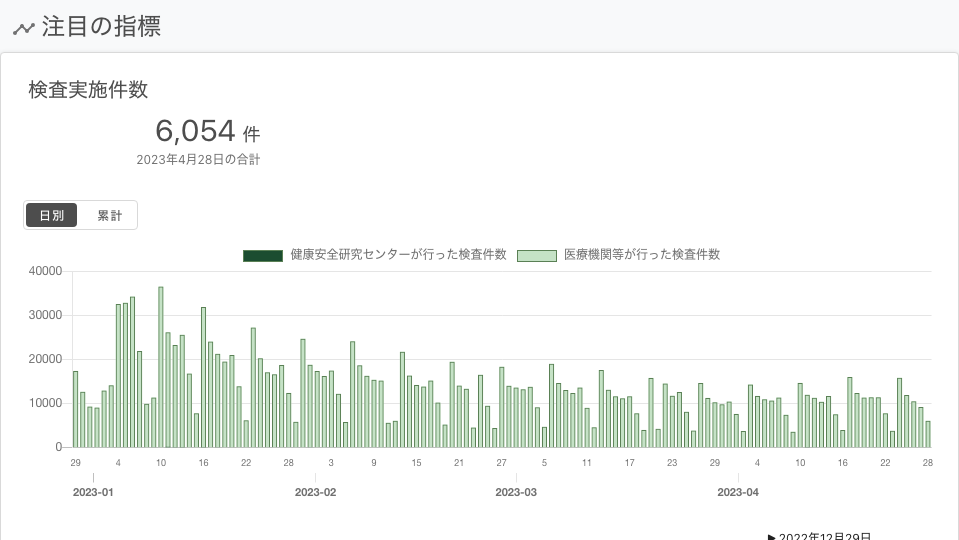 注目の指標
検査実施件数
6,054 件
2023年4月28日の合計
日別 累計
健康安全研究センターが行った検査件数 医療機関等が行った検査件数
40000
30000
20000
10000
0
29 4 10 16 22 28 3 9 15 21 27 5 11 17 23 29 4 10 16 22 28
2023-01 2023-02 2023-03 2023-04
▶ 2022年12月29日